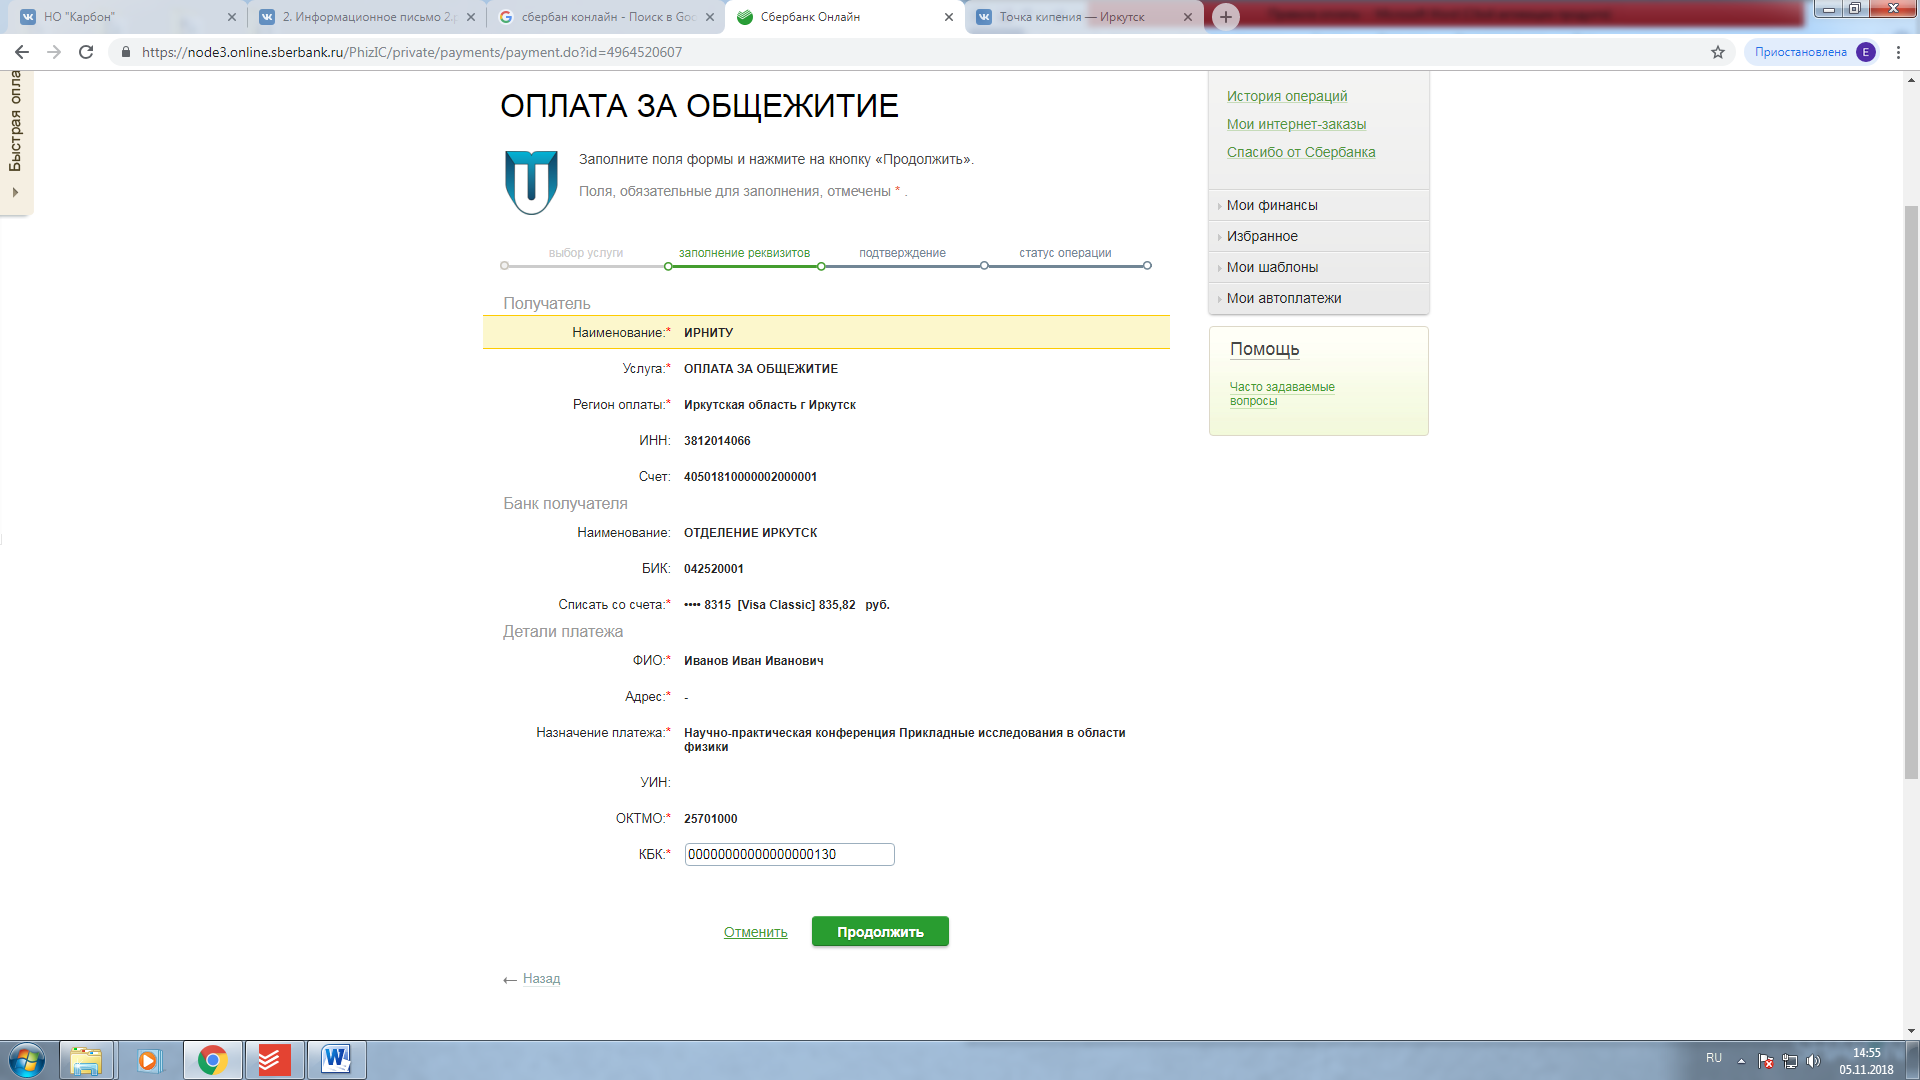 НО "Карбон"
2. Информационное письмо 2.р
сбербан конлайн - Поиск в Goo
Сбербанк Онлайн
Точка кипения — Иркутск
https://node3.online.sberbank.ru/PhizIC/private/payments/payment.do?id=4964520607
Приостановлена
E
Быстрая опла
ОПЛАТА ЗА ОБЩЕЖИТИЕ
Заполните поля формы и нажмите на кнопку «Продолжить».
Поля, обязательные для заполнения, отмечены * .
выбор услуги
заполнение реквизитов
подтверждение
статус операции
Получатель
Наименование:* ИРНИТУ
Услуга:* ОПЛАТА ЗА ОБЩЕЖИТИЕ
Регион оплаты:* Иркутская область г Иркутск
ИНН: 3812014066
Счет: 40501810000002000001
Банк получателя
Наименование: ОТДЕЛЕНИЕ ИРКУТСК
БИК: 042520001
Списать со счета:* •••• 8315 [Visa Classic] 835,82 руб.
Детали платежа
ФИО:* Иванов Иван Иванович
Адрес:* -
Назначение платежа:* Научно-практическая конференция Прикладные исследования в области
физики
УИН:
ОКТМО:* 25701000
КБК:* 00000000000000000130
Отменить
Продолжить
← Назад
История операций
Мои интернет-заказы
Спасибо от Сбербанка
Мои финансы
Избранное
Мои шаблоны
Мои автоплатежи
Помощь
Часто задаваемые
вопросы
RU
14:55
05.11.2018